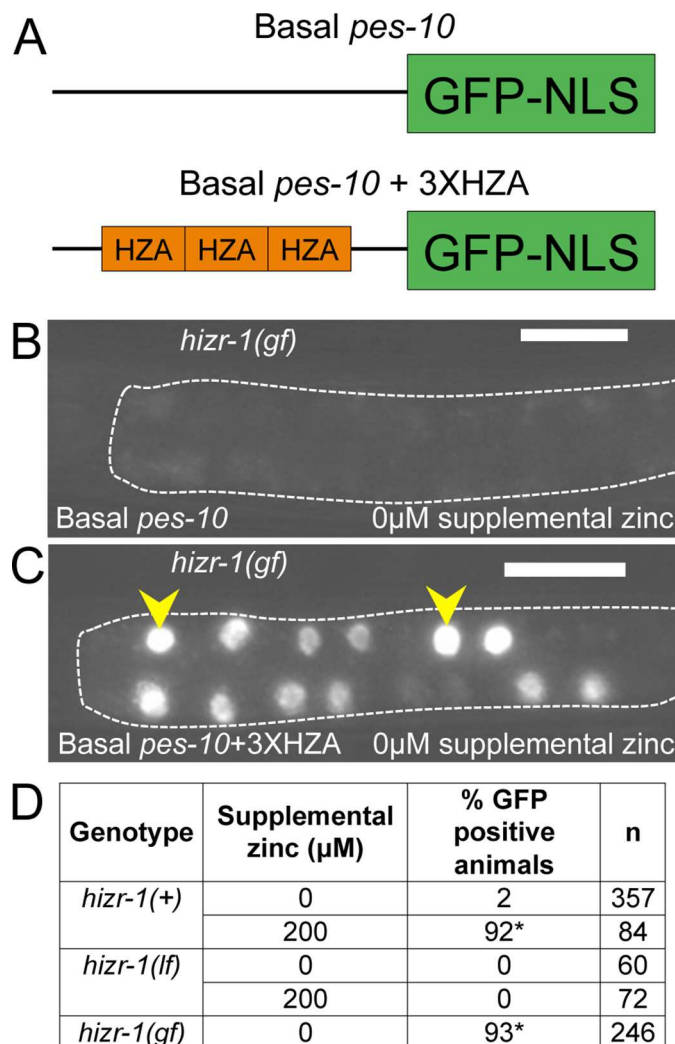 A
Basal pes-10
GFP-NLS
Basal pes-10 + 3XHZA
HZA HZA HZA GFP-NLS
B
hizr-1(gf)
Basal pes-10 0µM supplemental zinc
C
hizr-1(gf)
Basal pes-10+3XHZA 0µM supplemental zinc
D
Genotype Supplemental zinc (µM) % GFP positive animals n
hizr-1(+) 0 2 357
200 92* 84
hizr-1(lf) 0 0 60
200 0 72
hizr-1(gf) 0 93* 246